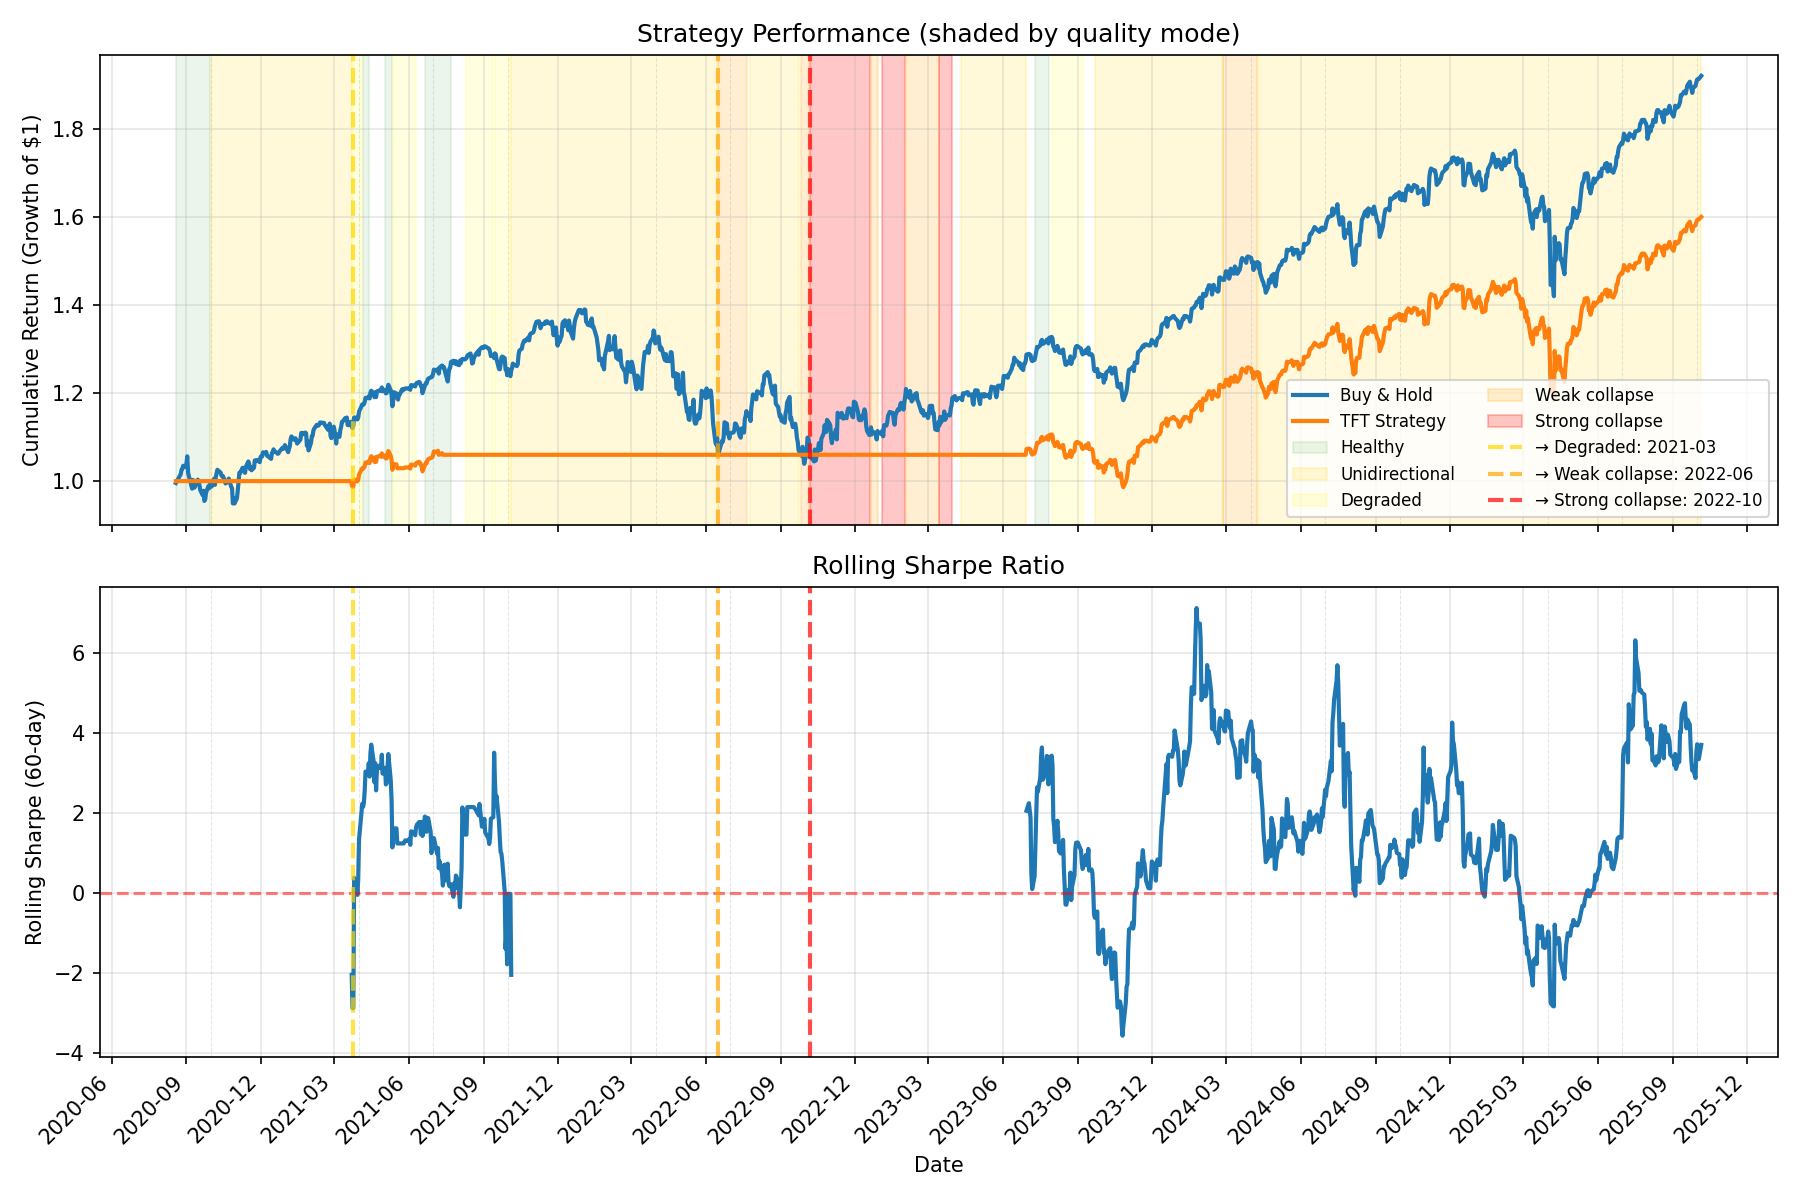 Strategy Performance (shaded by quality mode)
Cumulative Return (Growth of $1)
1.8
1.6
1.4
1.2
1.0
Buy & Hold
TFT Strategy
Healthy
Unidirectional
Degraded
Weak collapse
Strong collapse
→ Degraded: 2021-03
→ Weak collapse: 2022-06
→ Strong collapse: 2022-10
Rolling Sharpe Ratio
Rolling Sharpe (60-day)
6
4
2
0
−2
−4
2020-06
2020-09
2020-12
2021-03
2021-06
2021-09
2021-12
2022-03
2022-06
2022-09
2022-12
2023-03
2023-06
2023-09
2023-12
2024-03
2024-06
2024-09
2024-12
2025-03
2025-06
2025-09
2025-12
Date